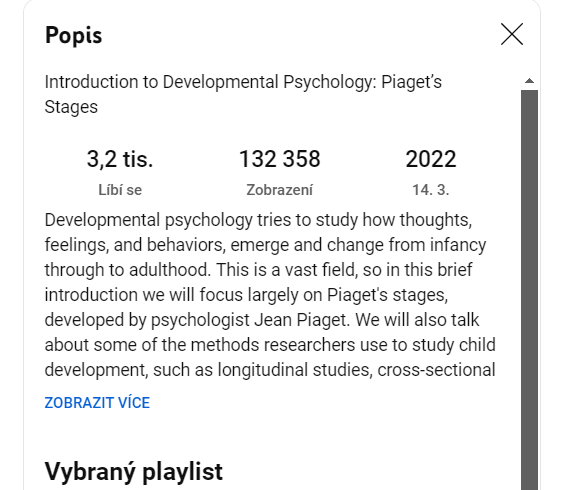 Popis
Introduction to Developmental Psychology: Piaget’s
Stages
3,2 tis. 132 358 2022
Líbí se Zobrazení 14. 3.
Developmental psychology tries to study how thoughts,
feelings, and behaviors, emerge and change from infancy
through to adulthood. This is a vast field, so in this brief
introduction we will focus largely on Piaget's stages,
developed by psychologist Jean Piaget. We will also talk
about some of the methods researchers use to study child
development, such as longitudinal studies, cross-sectional
ZOBRAZIT VÍCE
Vybraný playlist